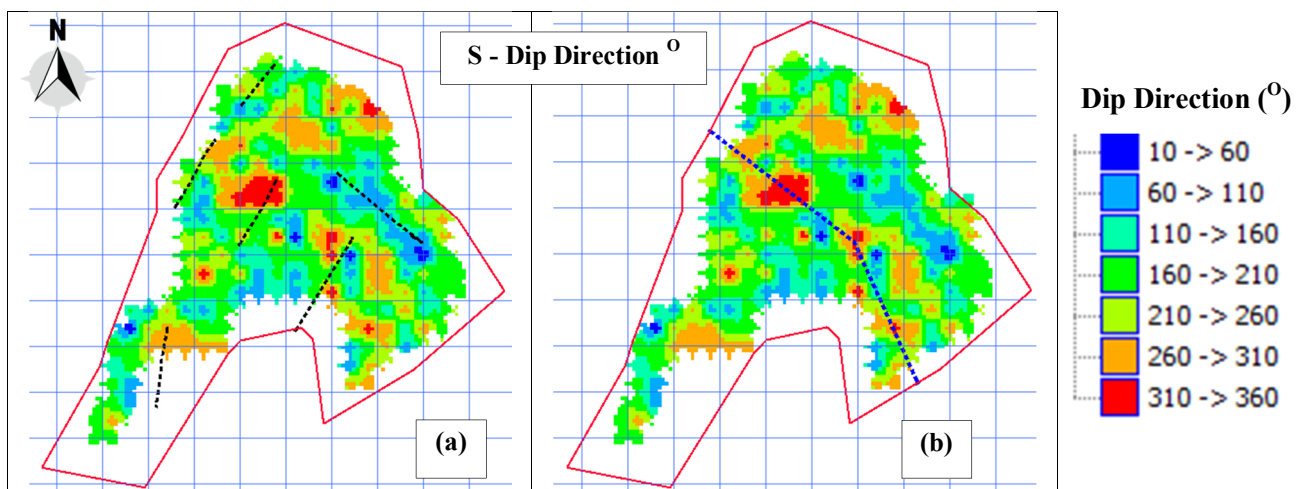 N
S - Dip Direction ᴼ
(a)
(b)
Dip Direction (ᴼ)
10 -> 60
60 -> 110
110 -> 160
160 -> 210
210 -> 260
260 -> 310
310 -> 360